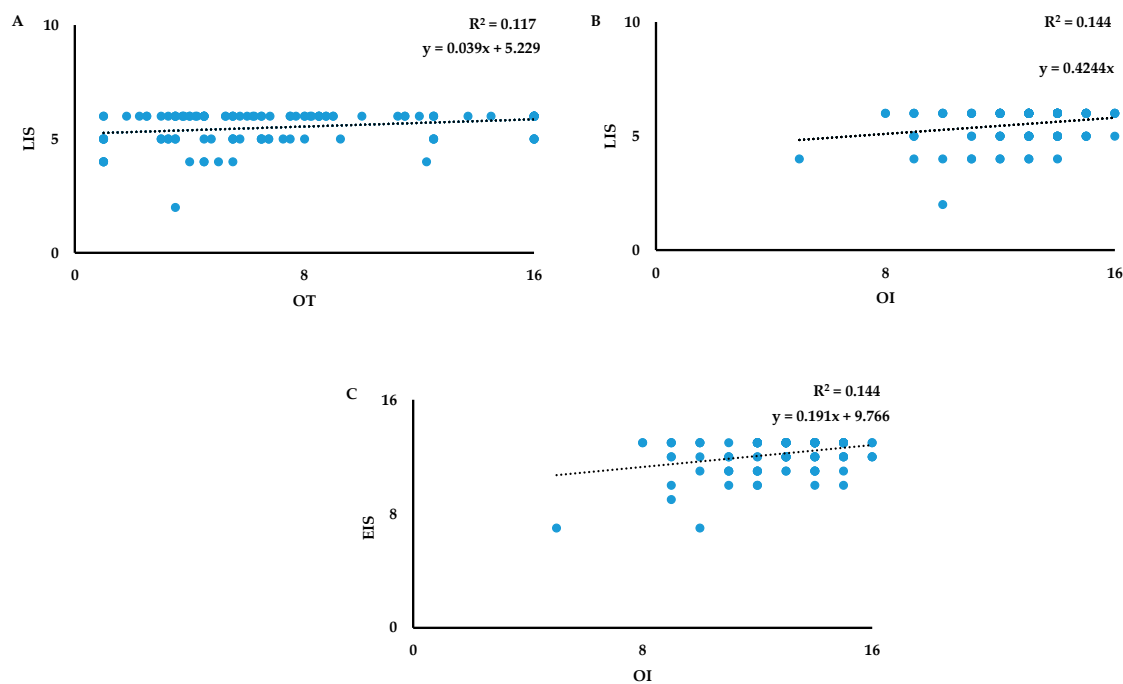 A
10
R² = 0.117
y = 0.039x + 5.229
LIS
5
0
0
8
16
OT
B
10
R² = 0.144
y = 0.4244x
LIS
5
0
0
8
16
OI
C
16
R² = 0.144
y = 0.191x + 9.766
EIS
8
0
0
8
16
OI